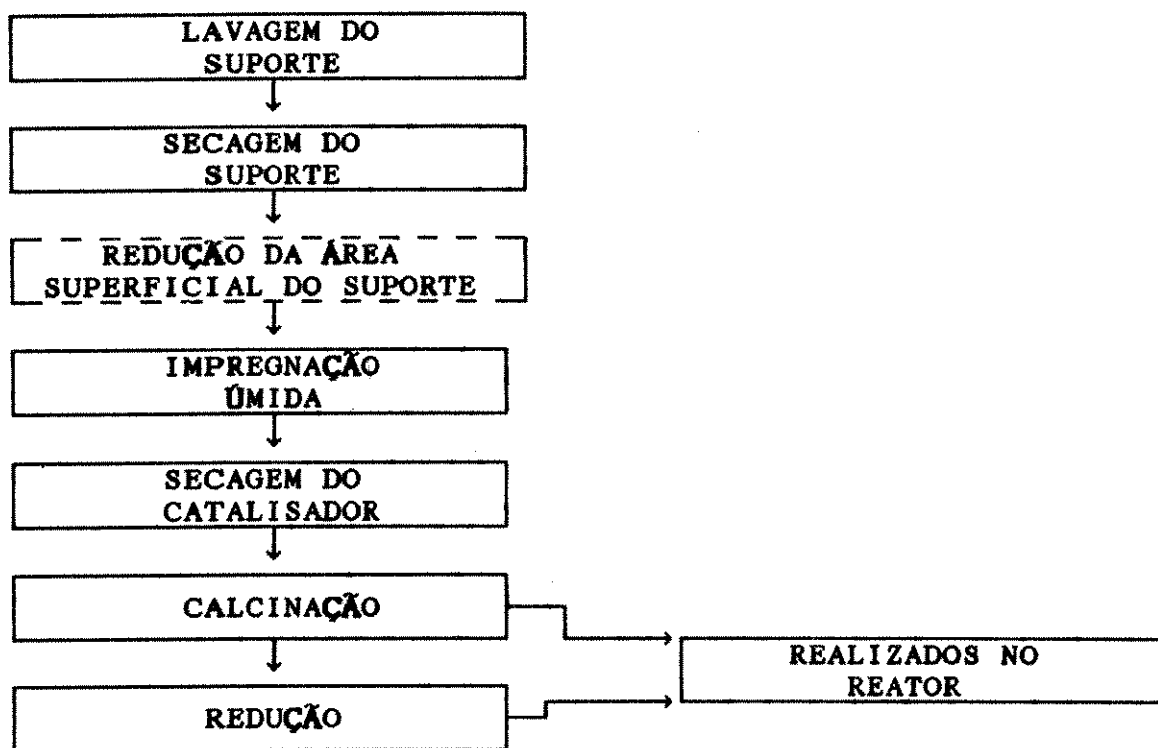 LAVAGEM DO
SUPORTE
SECAGEM DO
SUPORTE
REDUÇÃO DA ÁREA
SUPERFICIAL DO SUPORTE
IMPREGNAÇÃO
ÚMIDA
SECAGEM DO
CATALISADOR
CALCINAÇÃO
REALIZADOS NO
REATOR
REDUÇÃO